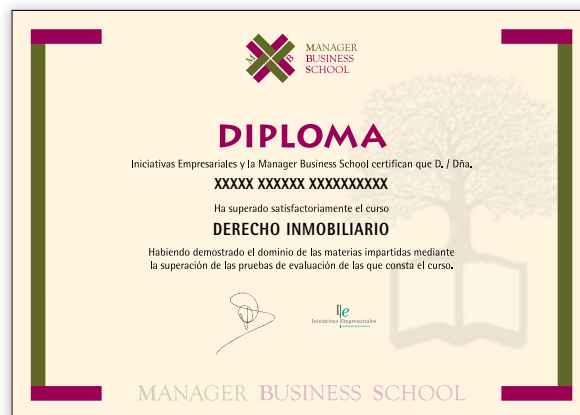 M B
MANAGER
BUSINESS
SCHOOL
DIPLOMA
Iniciativas Empresariales y la Manager Business School certifican que D. / Dña.
XXXXX XXXXXX XXXXXXXXXX
Ha superado satisfactoriamente el curso
DERECHO INMOBILIARIO
Habiendo demostrado el dominio de las materias impartidas mediante
la superación de las pruebas de evaluación de las que consta el curso.
Iniciativas Empresariales
MANAGER BUSINESS SCHOOL